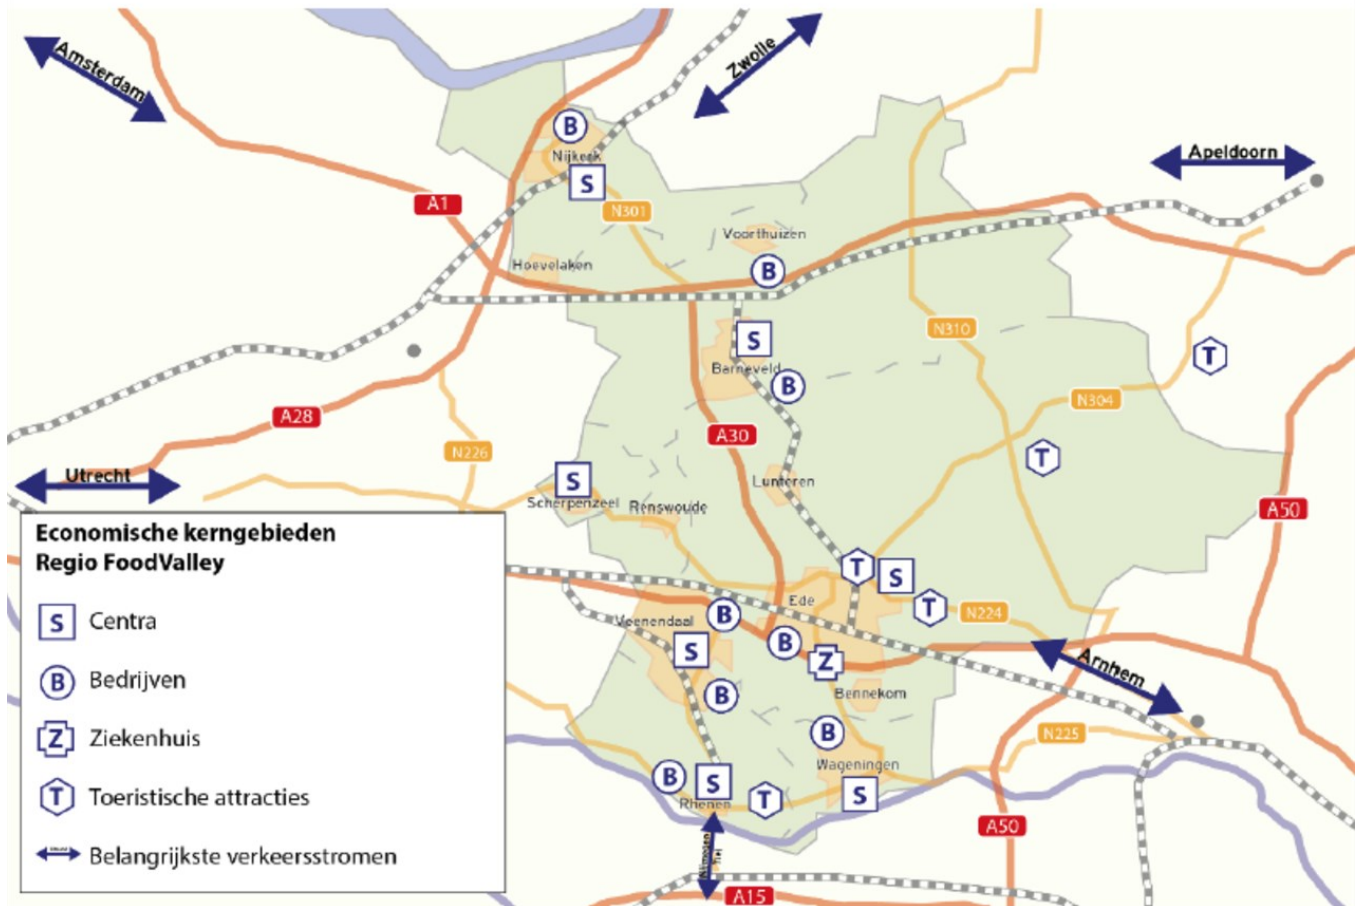 Amsterdam
Zwolle
B
Nijkerk
S
Apeldoorn
A1
N301
Voorthuizen
Hoevelaken
B
N310
S
Barneveld
T
B
N304
A28
A30
N226
T
Utrecht
S
Scherpenzeel
Lunteren
Renswoude
A50
Economische kerngebieden
Regio FoodValley
S Centra
B Bedrijven
Z Ziekenhuis
T Toeristische attracties
Belangrijkste verkeersstromen
T
S
Ede
T
N224
Veenendaal
B
B
S
Z
Arnhem
Bennekom
B
B
N225
Wageningen
B
S
Rhenen
T
S
A50
Tiel
A15